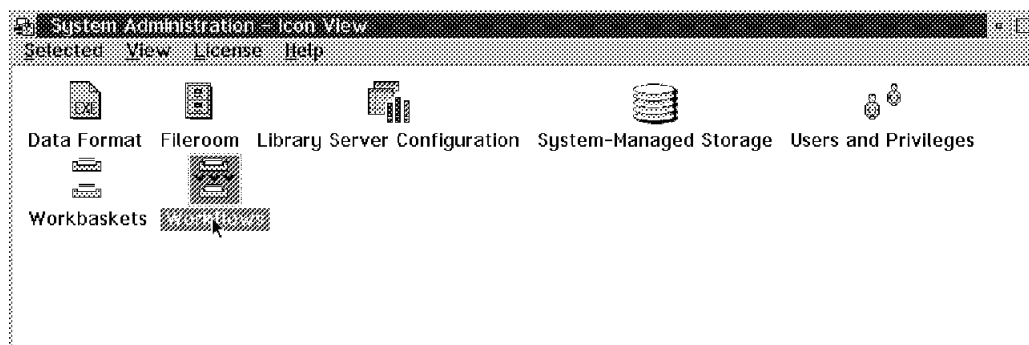 System Administration - Icon View
Selected View License Help
EXE
Data Format Fileroom Library Server Configuration System-Managed Storage Users and Privileges
Workbaskets Workflows